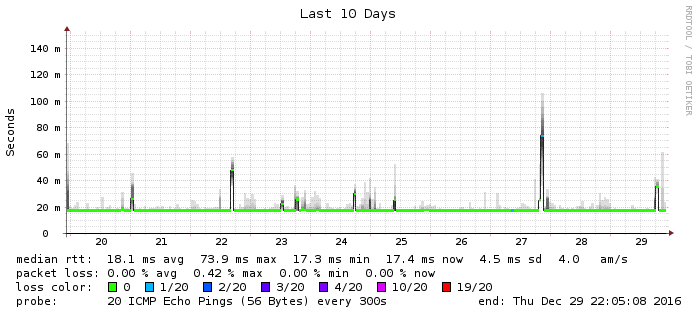 Last 10 Days
RRDTOOL / TOBI OETIKER
Seconds
140 m
120 m
100 m
80 m
60 m
40 m
20 m
0
20 21 22 23 24 25 26 27 28 29
median rtt: 18.1 ms avg 73.9 ms max 17.3 ms min 17.4 ms now 4.5 ms sd 4.0 am/s
packet loss: 0.00 % avg 0.42 % max 0.00 % min 0.00 % now
loss color: 0 1/20 2/20 3/20 4/20 10/20 19/20
probe: 20 ICMP Echo Pings (56 Bytes) every 300s end: Thu Dec 29 22:05:08 2016